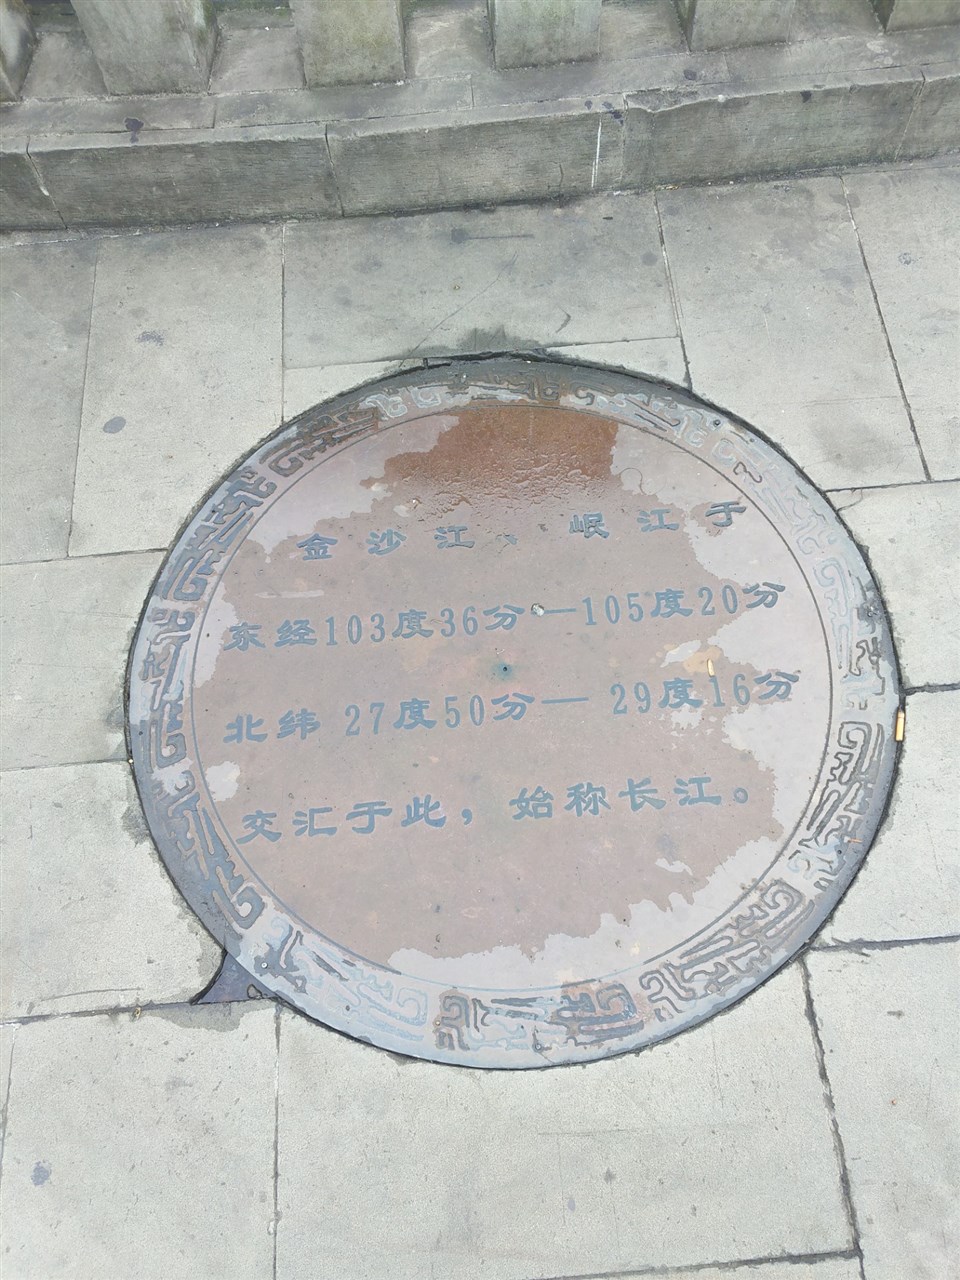 金沙江、岷江于
东经103度36分—105度20分
北纬 27度50分— 29度16分
交汇于此，始称长江。